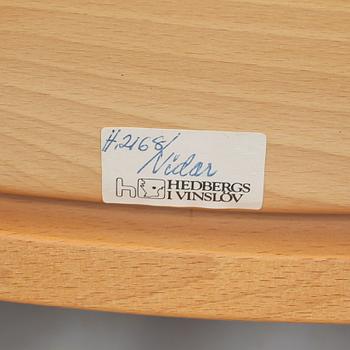 H.2168/
Nidar
HEDBERGS
I VINSLÖV